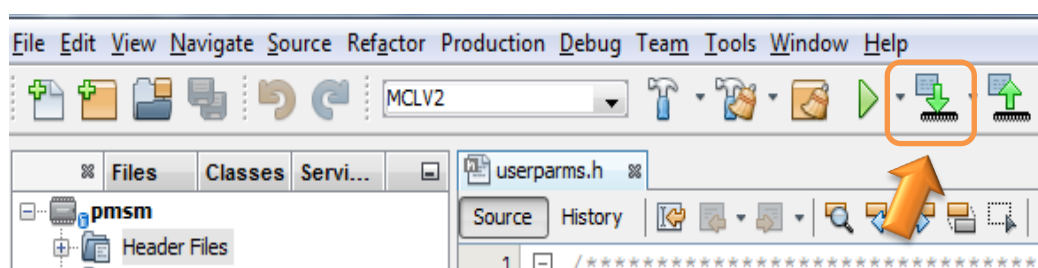 File Edit View Navigate Source Refactor Production Debug Team Tools Window Help
MCLV2
Files Classes Servi... userparms.h
pmsm Source History
Header Files
1 /********************************